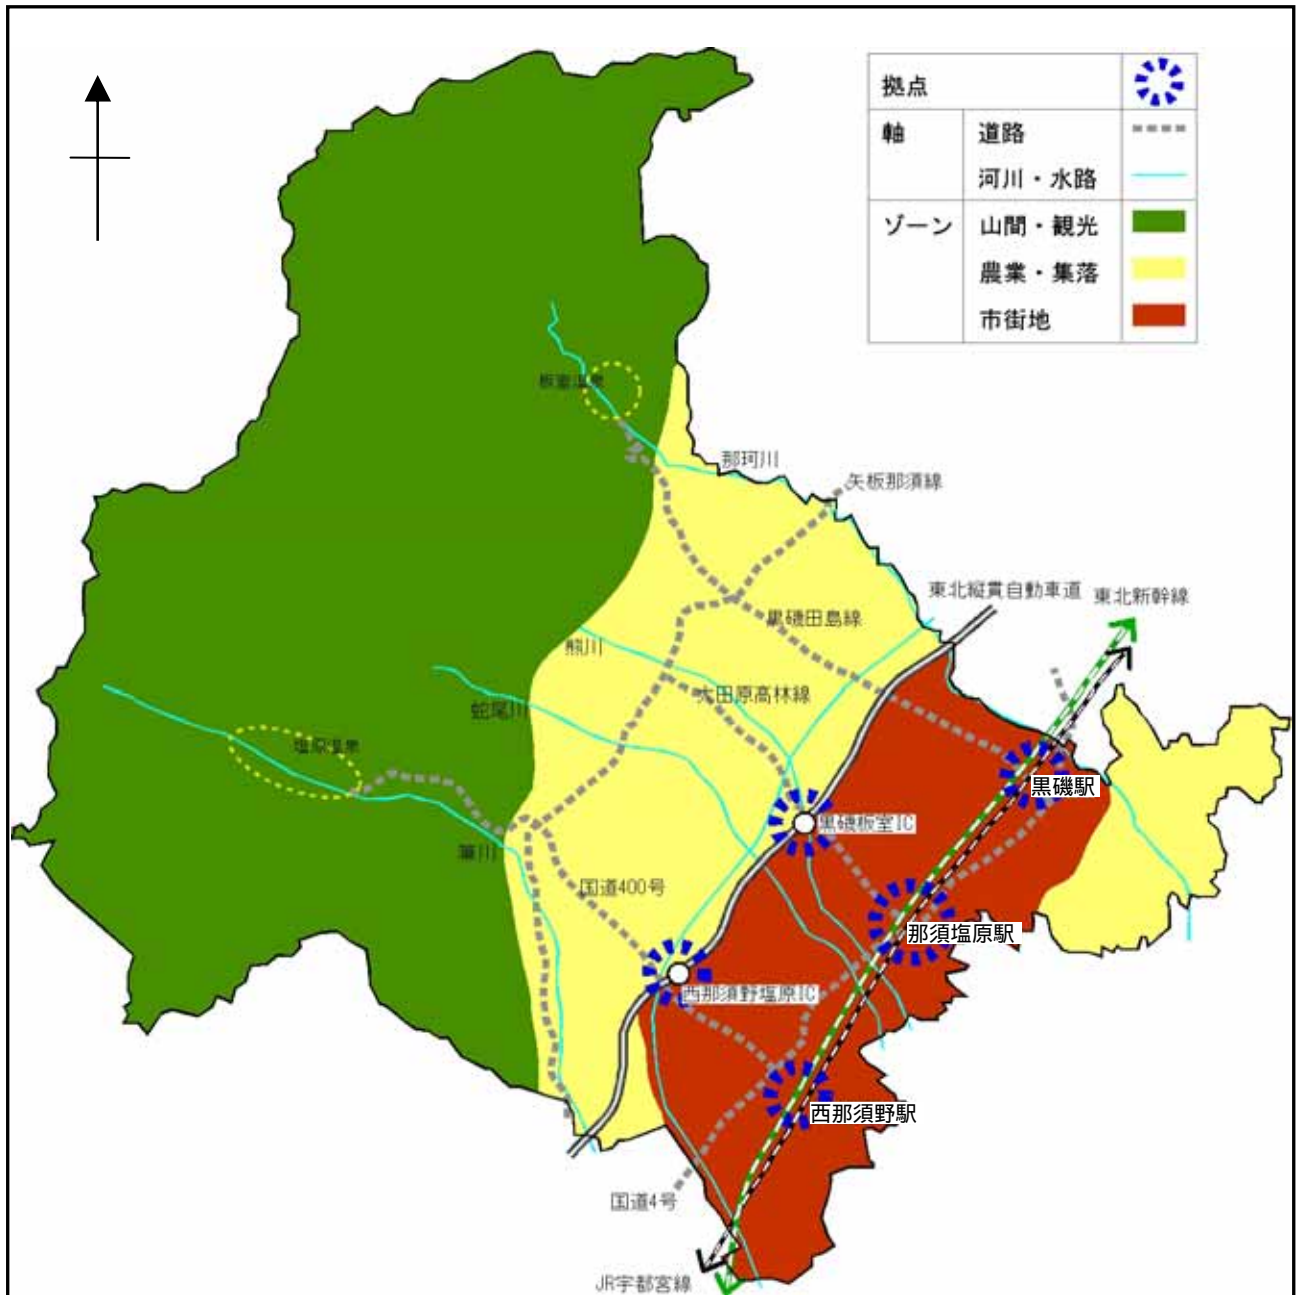 拠点
軸 道路
河川・水路
ゾーン 山間・観光
農業・集落
市街地
板室温泉
那珂川
矢板那須線
東北縦貫自動車道
東北新幹線
黒磯田島線
熊川
大田原高林線
蛇尾川
塩原温泉
黒磯駅
黒磯板室IC
箒川
国道400号
那須塩原駅
西那須野塩原IC
西那須野駅
国道4号
JR宇都宮線